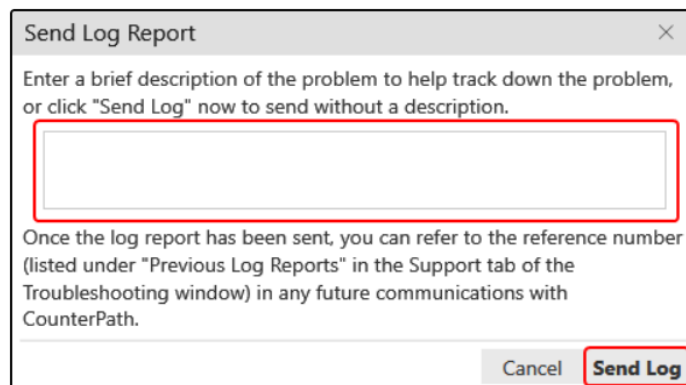 Send Log Report
Enter a brief description of the problem to help track down the problem,
or click "Send Log" now to send without a description.
Once the log report has been sent, you can refer to the reference number
(listed under "Previous Log Reports" in the Support tab of the
Troubleshooting window) in any future communications with
CounterPath.
Cancel Send Log